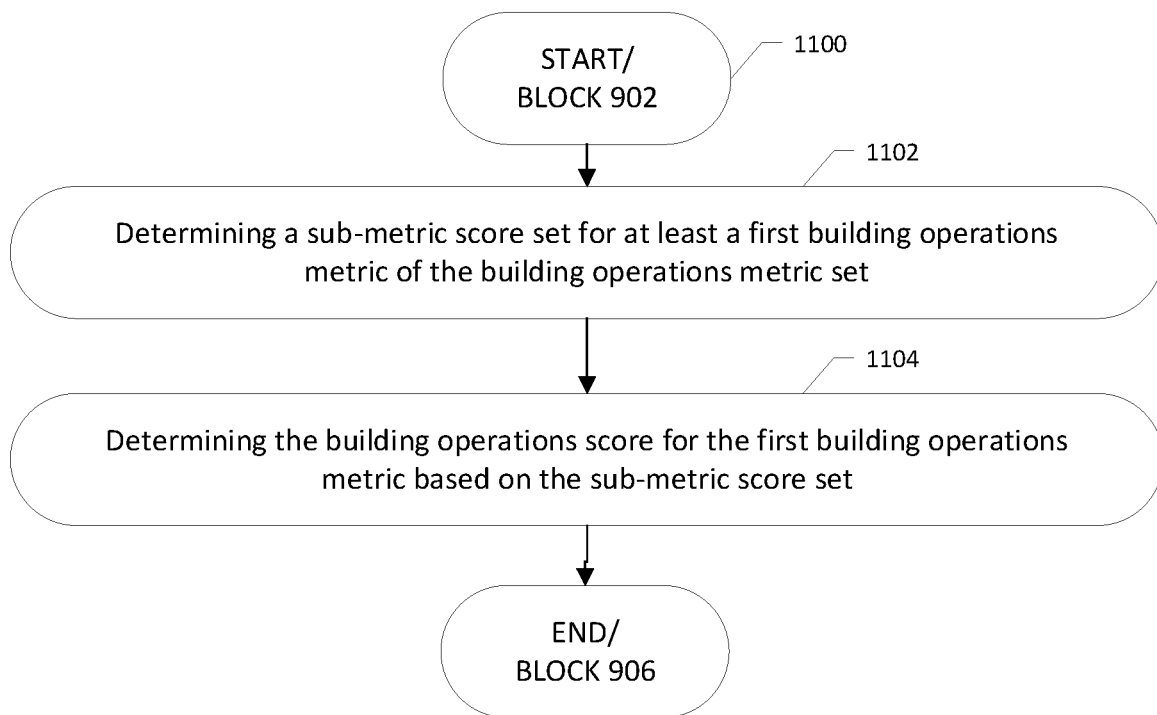 START/
BLOCK 902
1100
1102
Determining a sub-metric score set for at least a first building operations
metric of the building operations metric set
1104
Determining the building operations score for the first building operations
metric based on the sub-metric score set
END/
BLOCK 906